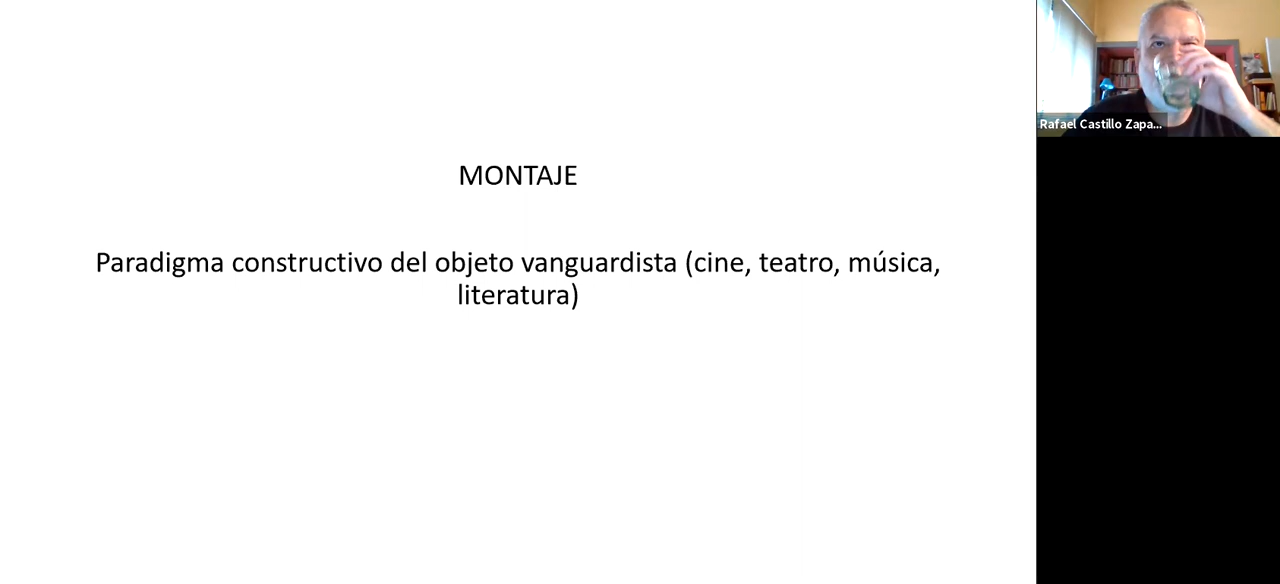 MONTAJE
Paradigma constructivo del objeto vanguardista (cine, teatro, música,
literatura)
Rafael Castillo Zapa...